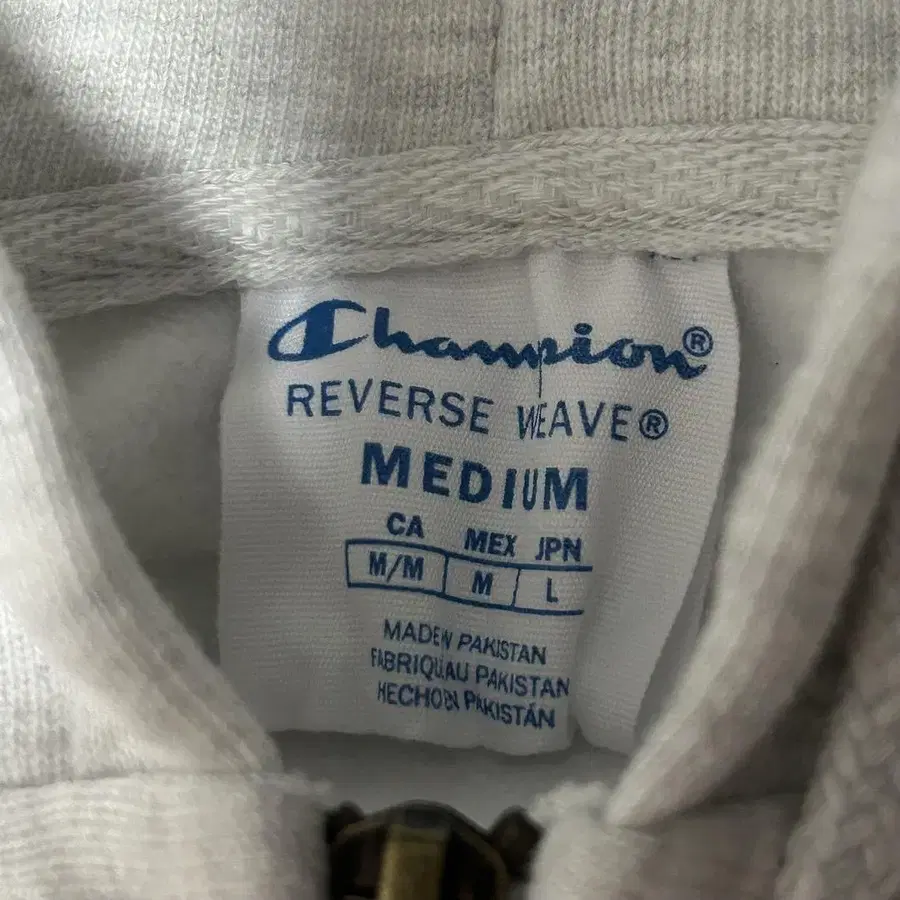 Champion®
REVERSE WEAVE®
MEDIUM
CA MEX JPN
M/M M L
MADE IN PAKISTAN
FABRIQUÉ AU PAKISTAN
HECHO EN PAKISTÁN